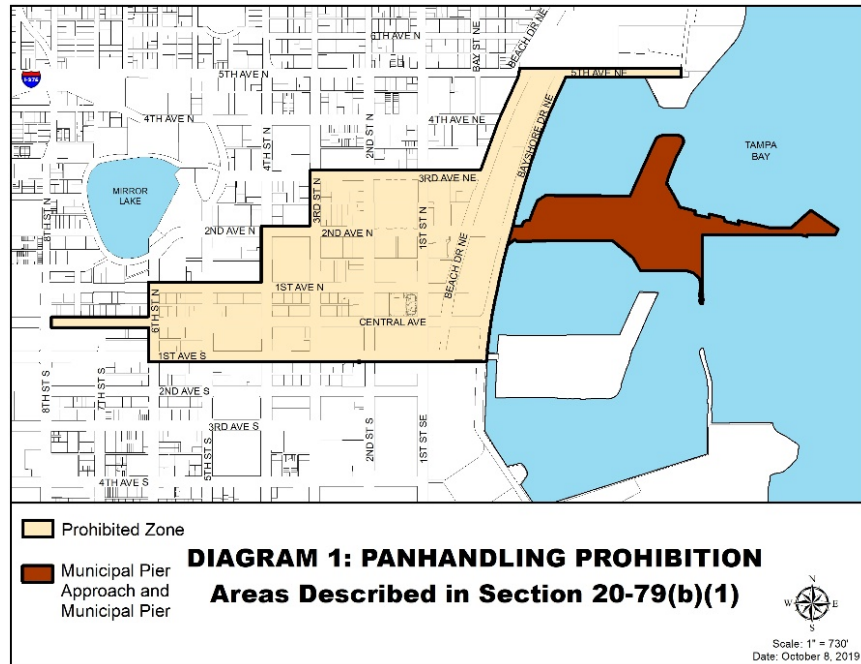 6TH AVE N
BAY ST NE
BEACH DR NE
I-375
5TH AVE N
5TH AVE NE
4TH AVE N
4TH ST N
2ND ST N
4TH AVE NE
BAYSHORE DR NE
TAMPA
BAY
MIRROR
LAKE
3RD AVE NE
3RD ST N
8TH ST N
2ND AVE N
2ND AVE N
1ST ST N
BEACH DR NE
1ST AVE N
6TH ST N
CENTRAL AVE
1ST AVE S
8TH ST S
7TH ST S
2ND AVE S
3RD AVE S
5TH ST S
2ND ST S
1ST ST SE
4TH AVE S
Prohibited Zone
Municipal Pier
Approach and
Municipal Pier
DIAGRAM 1: PANHANDLING PROHIBITION
Areas Described in Section 20-79(b)(1)
N
W E
S
Scale: 1" = 730'
Date: October 8, 2019